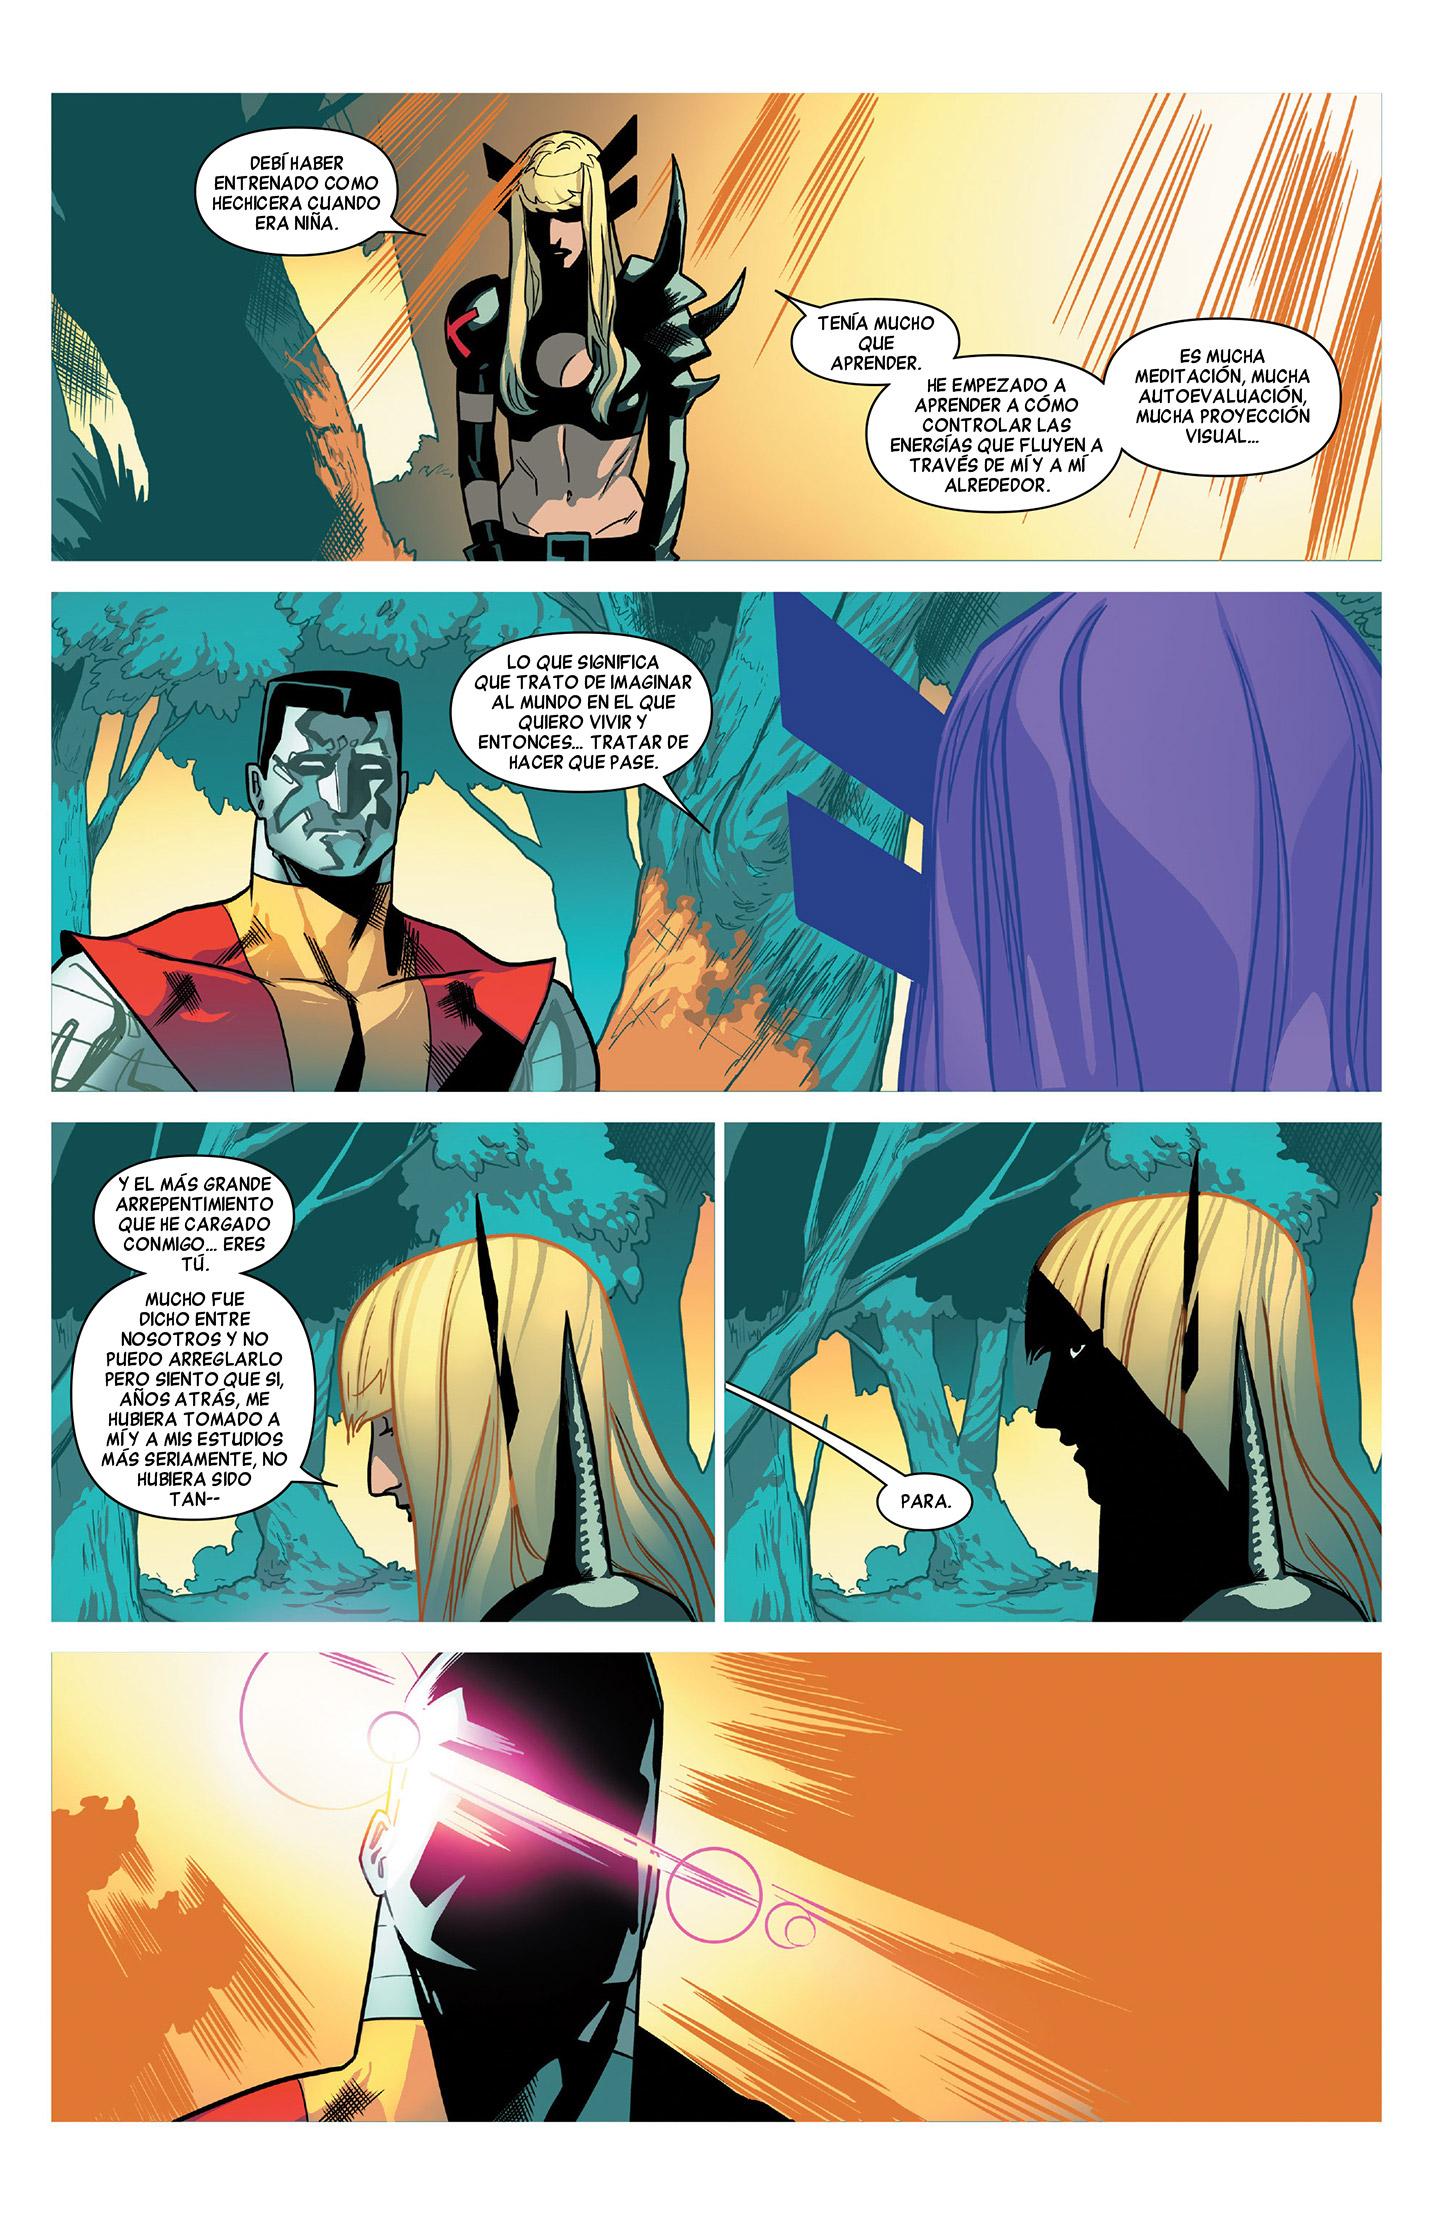 DEBÍ HABER
ENTRENADO COMO
HECHICERA CUANDO
ERA NIÑA.
TENÍA MUCHO
QUE
APRENDER.
HE EMPEZADO A
APRENDER A CÓMO
CONTROLAR LAS
ENERGÍAS QUE FLUYEN A
TRAVÉS DE MÍ Y A MÍ
ALREDEDOR.
ES MUCHA
MEDITACIÓN, MUCHA
AUTOEVALUACIÓN,
MUCHA PROYECCIÓN
VISUAL...
LO QUE SIGNIFICA
QUE TRATO DE IMAGINAR
AL MUNDO EN EL QUE
QUIERO VIVIR Y
ENTONCES... TRATAR DE
HACER QUE PASE.
Y EL MÁS GRANDE
ARREPENTIMIENTO
QUE HE CARGADO
CONMIGO... ERES
TÚ.
MUCHO FUE
DICHO ENTRE
NOSOTROS Y NO
PUEDO ARREGLARLO
PERO SIENTO QUE SI,
AÑOS ATRÁS, ME
HUBIERA TOMADO A
MÍ Y A MIS ESTUDIOS
MÁS SERIAMENTE, NO
HUBIERA SIDO
TAN--
PARA.